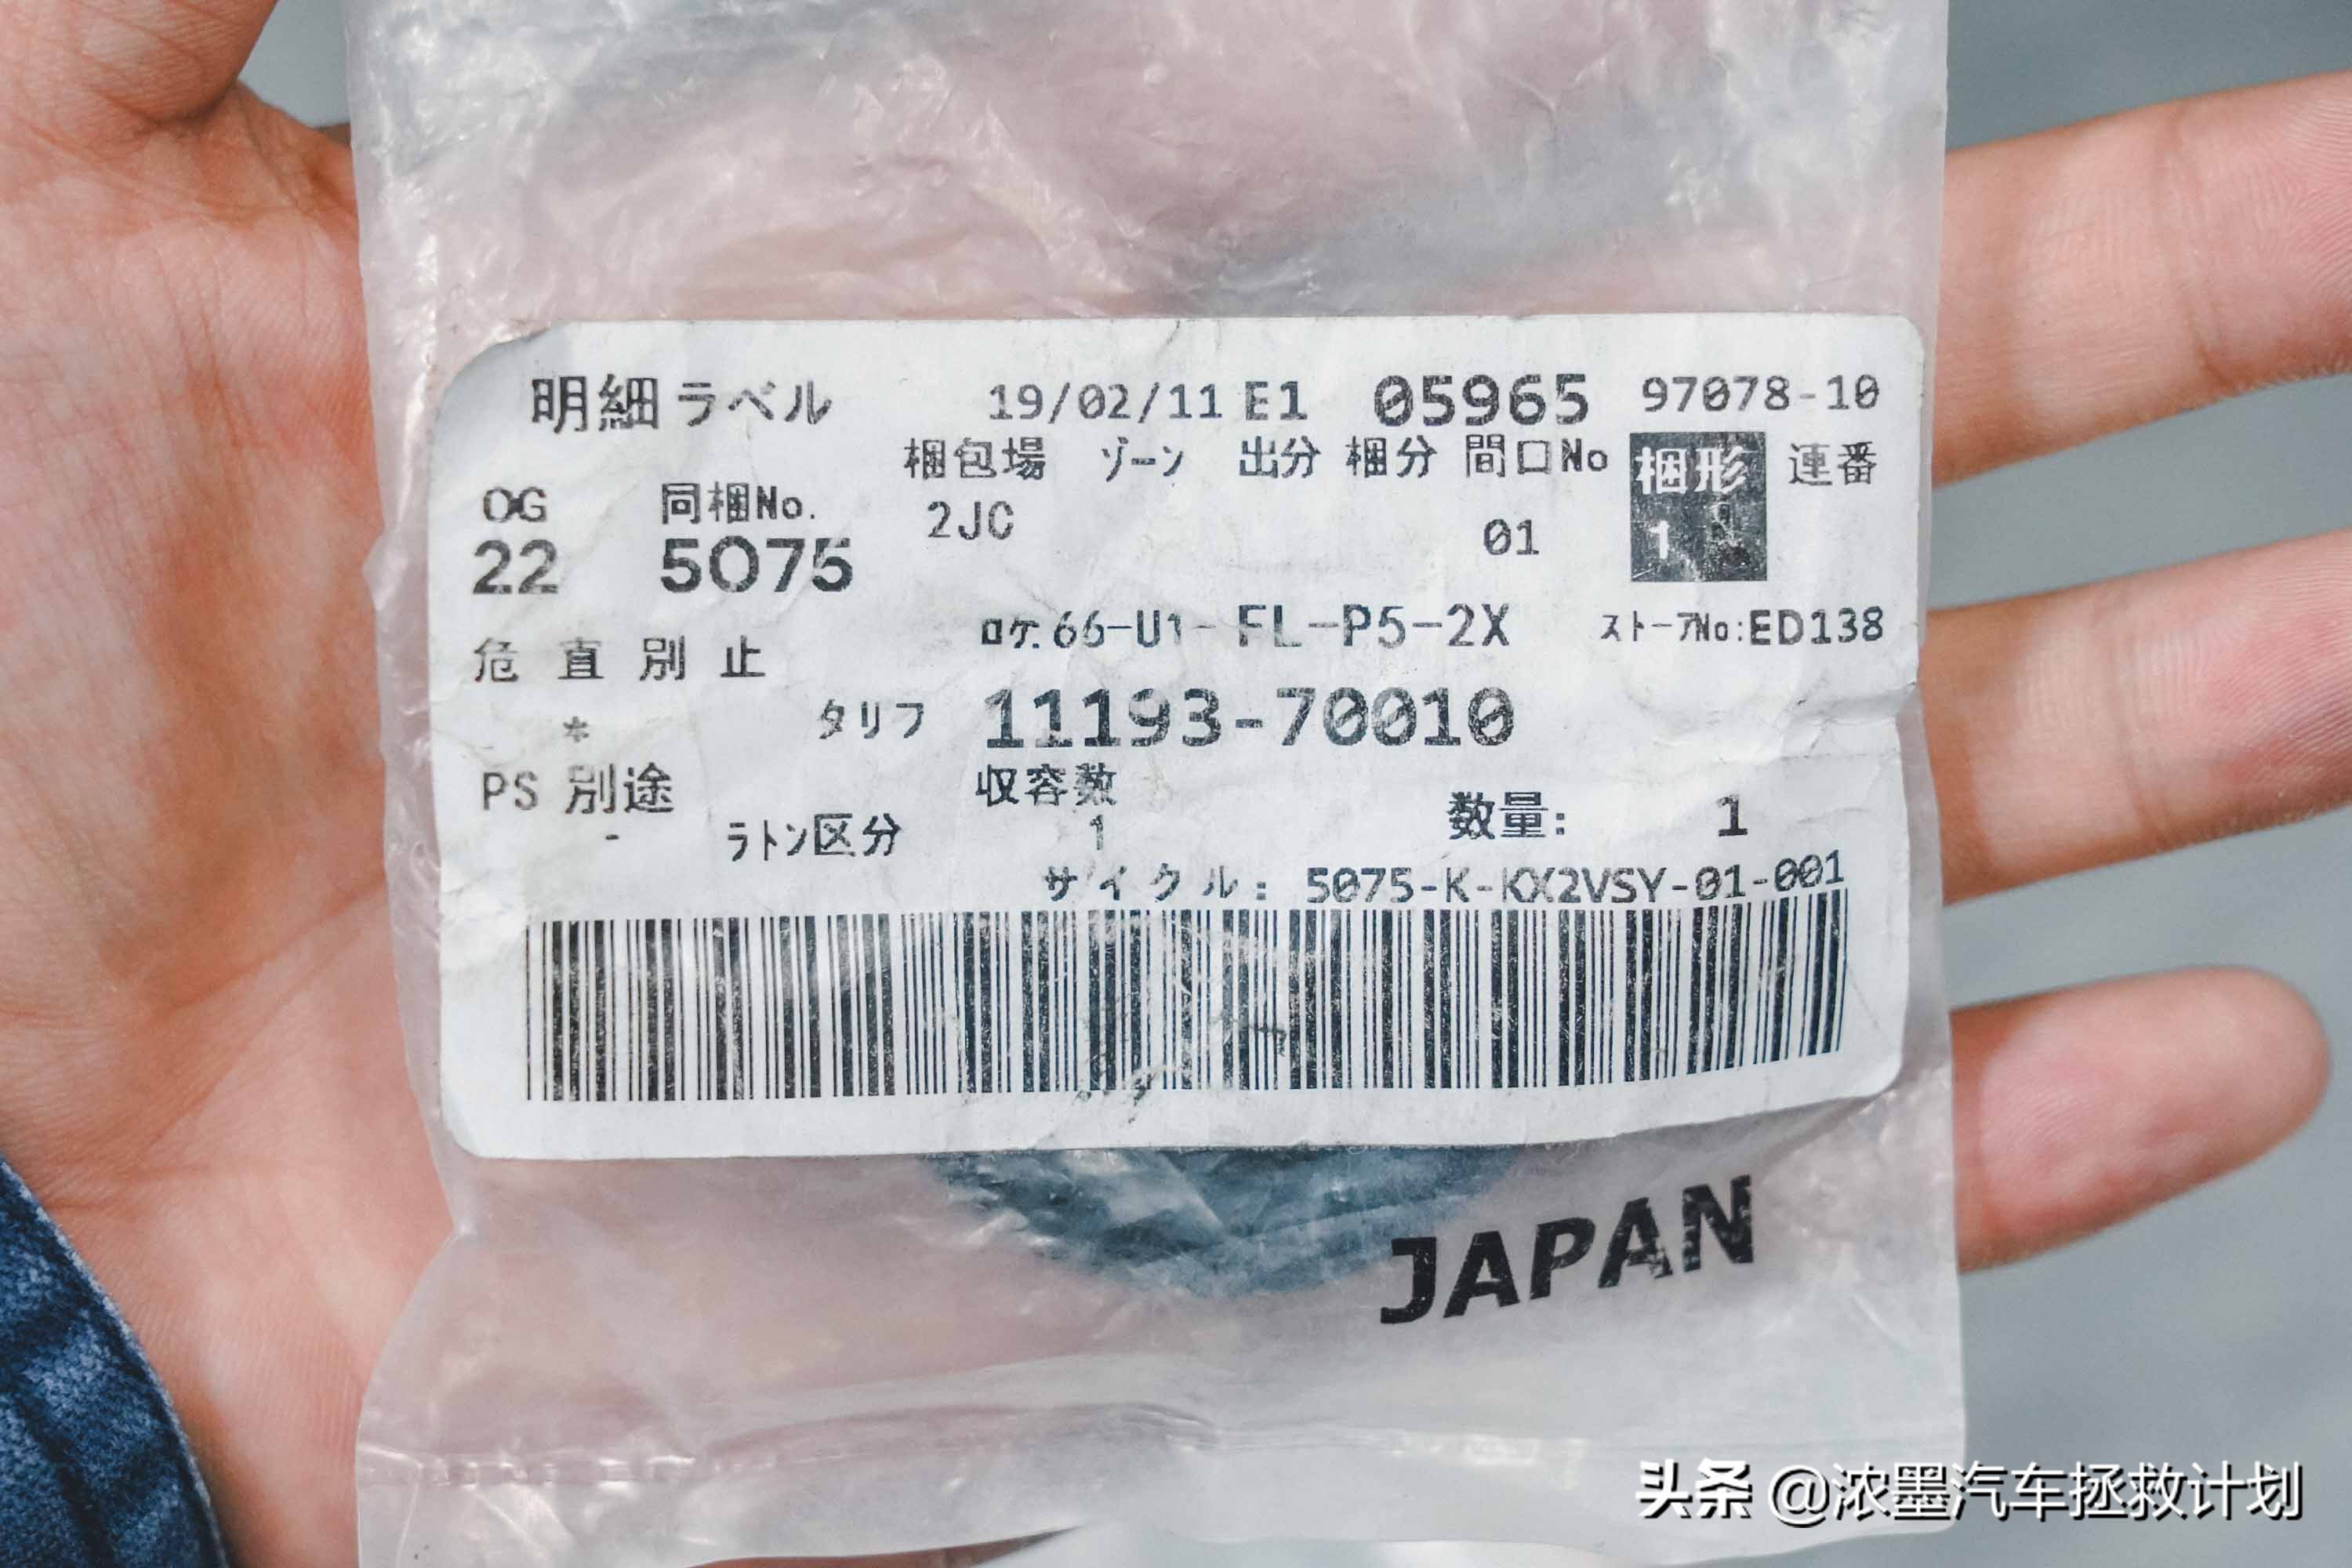 明細ラベル 19/02/11 E1 05965 97078-10
梱包場 ゾーン 出分 梱分 間口No 梱形 連番
OG 同梱No. 2JC 01 1
22 5075
ロケ.66-U1- FL-P5-2X ストアーNo:ED138
危 直 別 止
* タリフ 11193-70010
PS 別途 収容数 数量: 1
- ラトン区分 1
サイクル: 5075-K-KX2VSY-01-001
JAPAN
头条 @浓墨汽车拯救计划